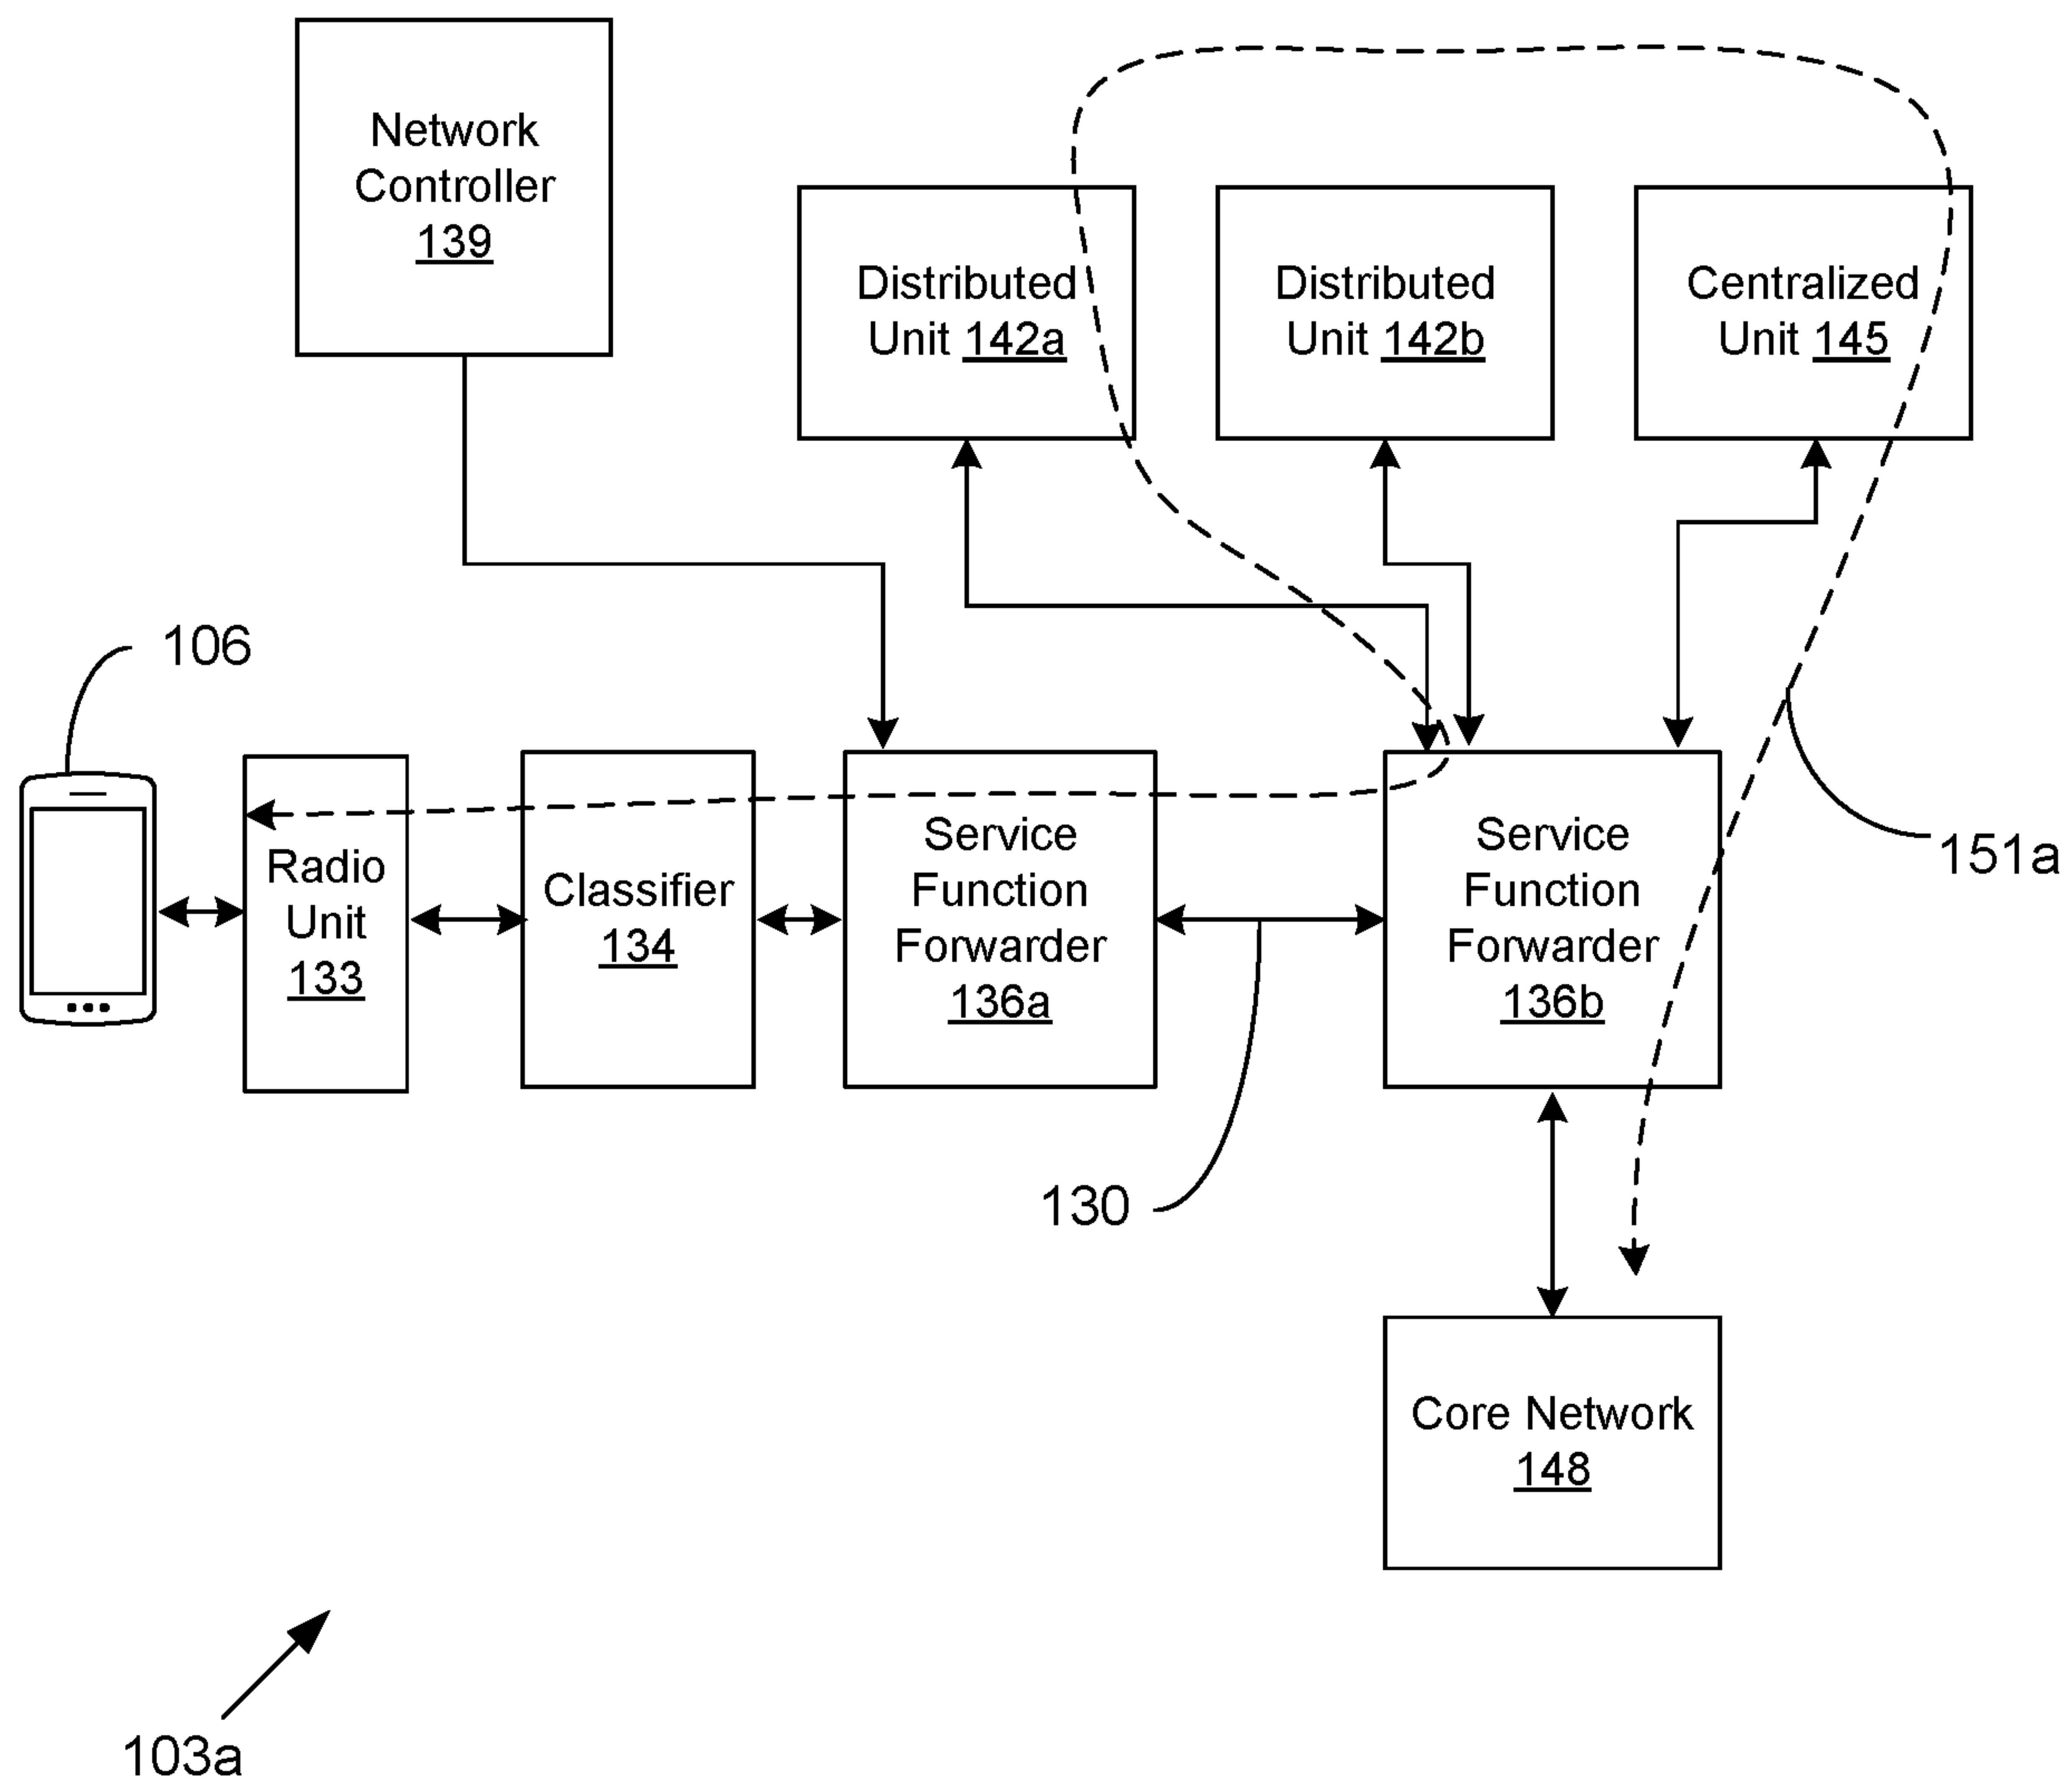 Network
Controller
139
Distributed
Unit 142a
Distributed
Unit 142b
Centralized
Unit 145
106
151a
Radio
Unit
133
Classifier
134
Service
Function
Forwarder
136a
Service
Function
Forwarder
136b
130
Core Network
148
103a